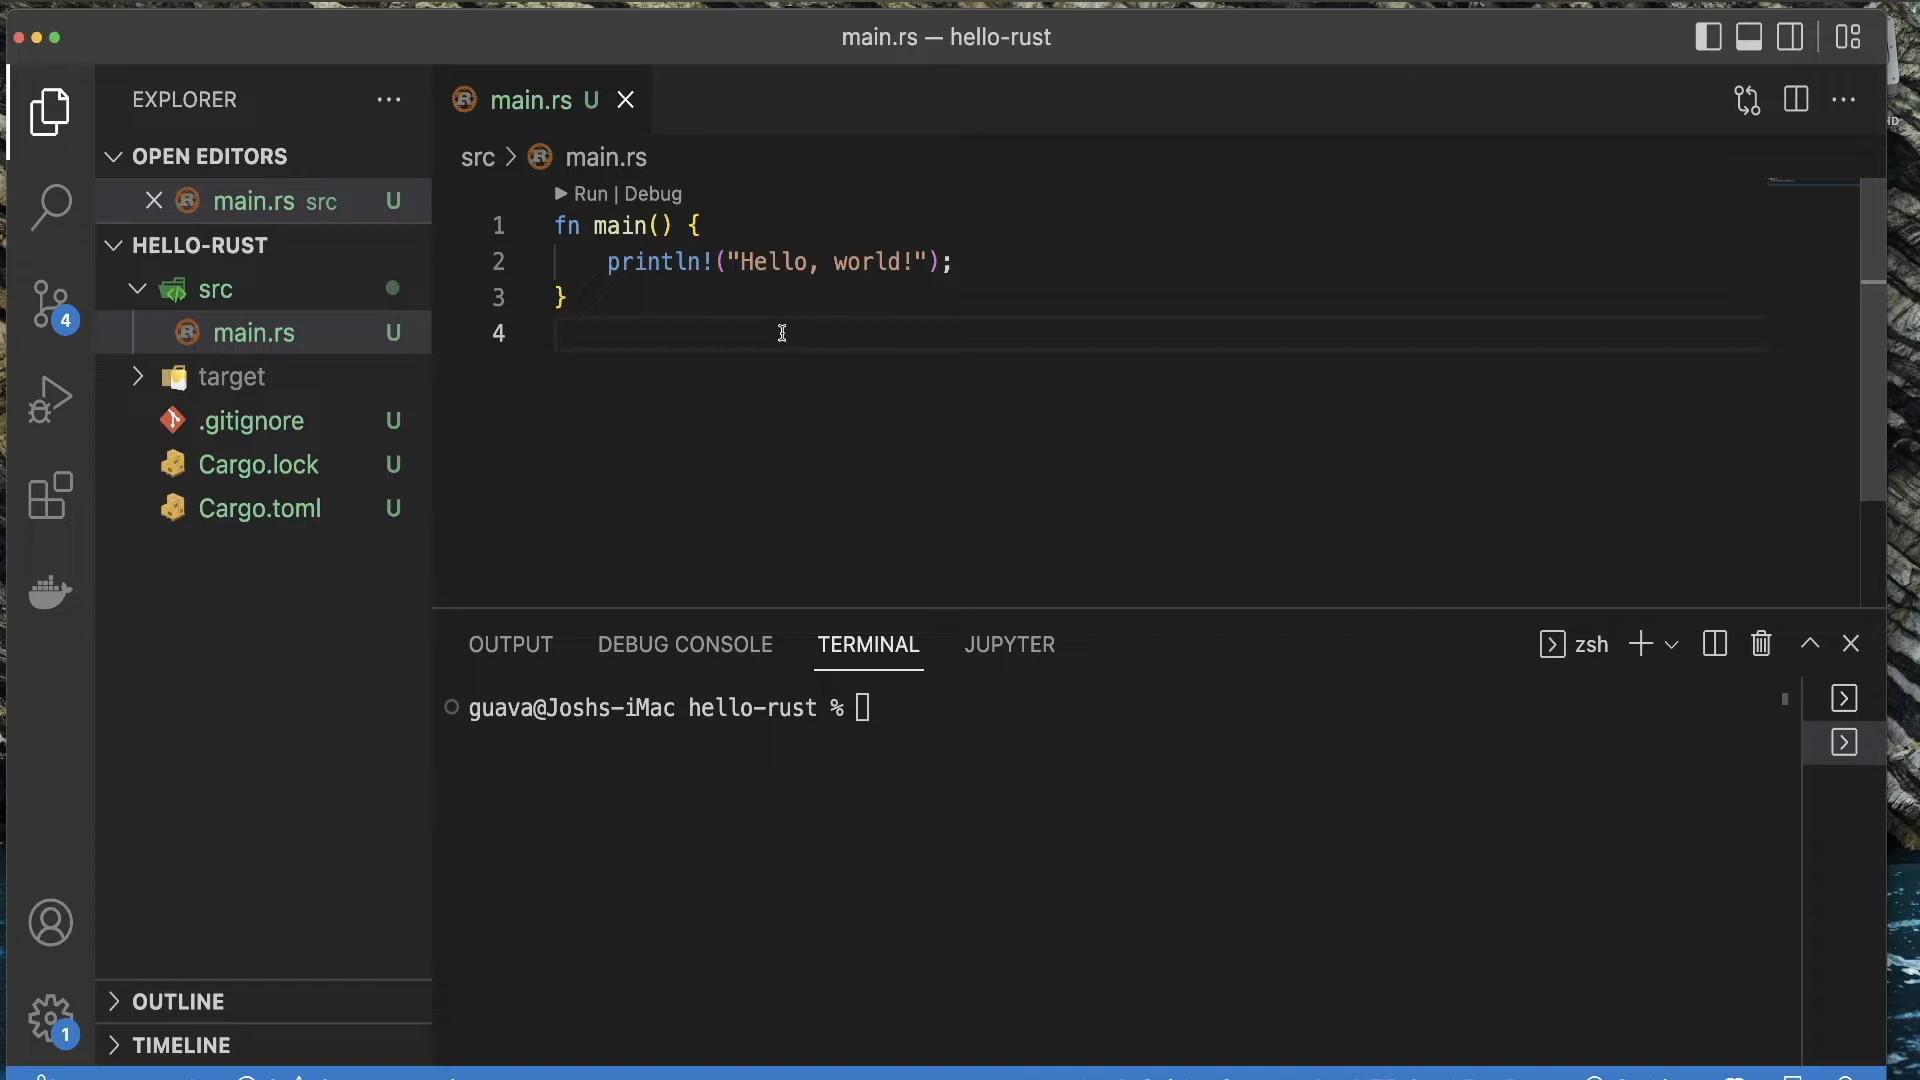 main.rs — hello-rust
EXPLORER
OPEN EDITORS
main.rs src U
HELLO-RUST
src
main.rs U
target
.gitignore U
Cargo.lock U
Cargo.toml U
OUTLINE
TIMELINE
4
1
main.rs U
src > main.rs
Run | Debug
1 fn main() {
2 println!("Hello, world!");
3 }
4
OUTPUT DEBUG CONSOLE TERMINAL JUPYTER
zsh
guava@Joshs-iMac hello-rust %